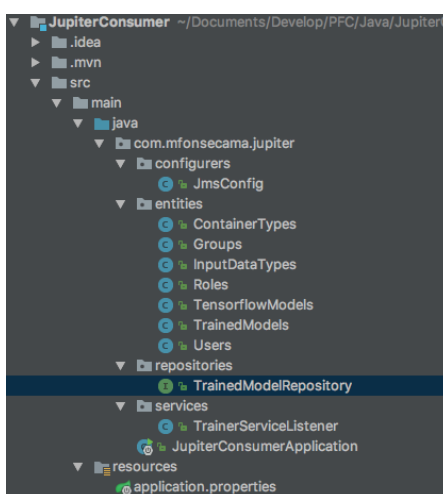 JupiterConsumer ~/Documents/Develop/PFC/Java/Jupiter
.idea
.mvn
src
main
java
com.mfonsecama.jupiter
configurers
JmsConfig
entities
ContainerTypes
Groups
InputDataTypes
Roles
TensorflowModels
TrainedModels
Users
repositories
TrainedModelRepository
services
TrainerServiceListener
JupiterConsumerApplication
resources
application.properties